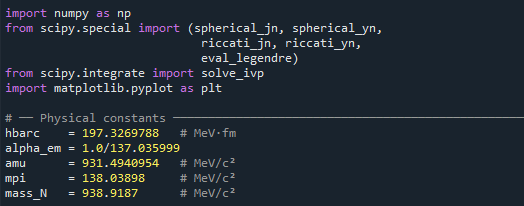 import numpy as np
from scipy.special import (spherical_jn, spherical_yn,
                           riccati_jn, riccati_yn,
                           eval_legendre)
from scipy.integrate import solve_ivp
import matplotlib.pyplot as plt

# ── Physical constants ──────────────────────────────────────────
hbarc    = 197.3269788   # MeV·fm
alpha_em = 1.0/137.035999
amu      = 931.4940954   # MeV/c²
mpi      = 138.03898     # MeV/c²
mass_N   = 938.9187      # MeV/c²